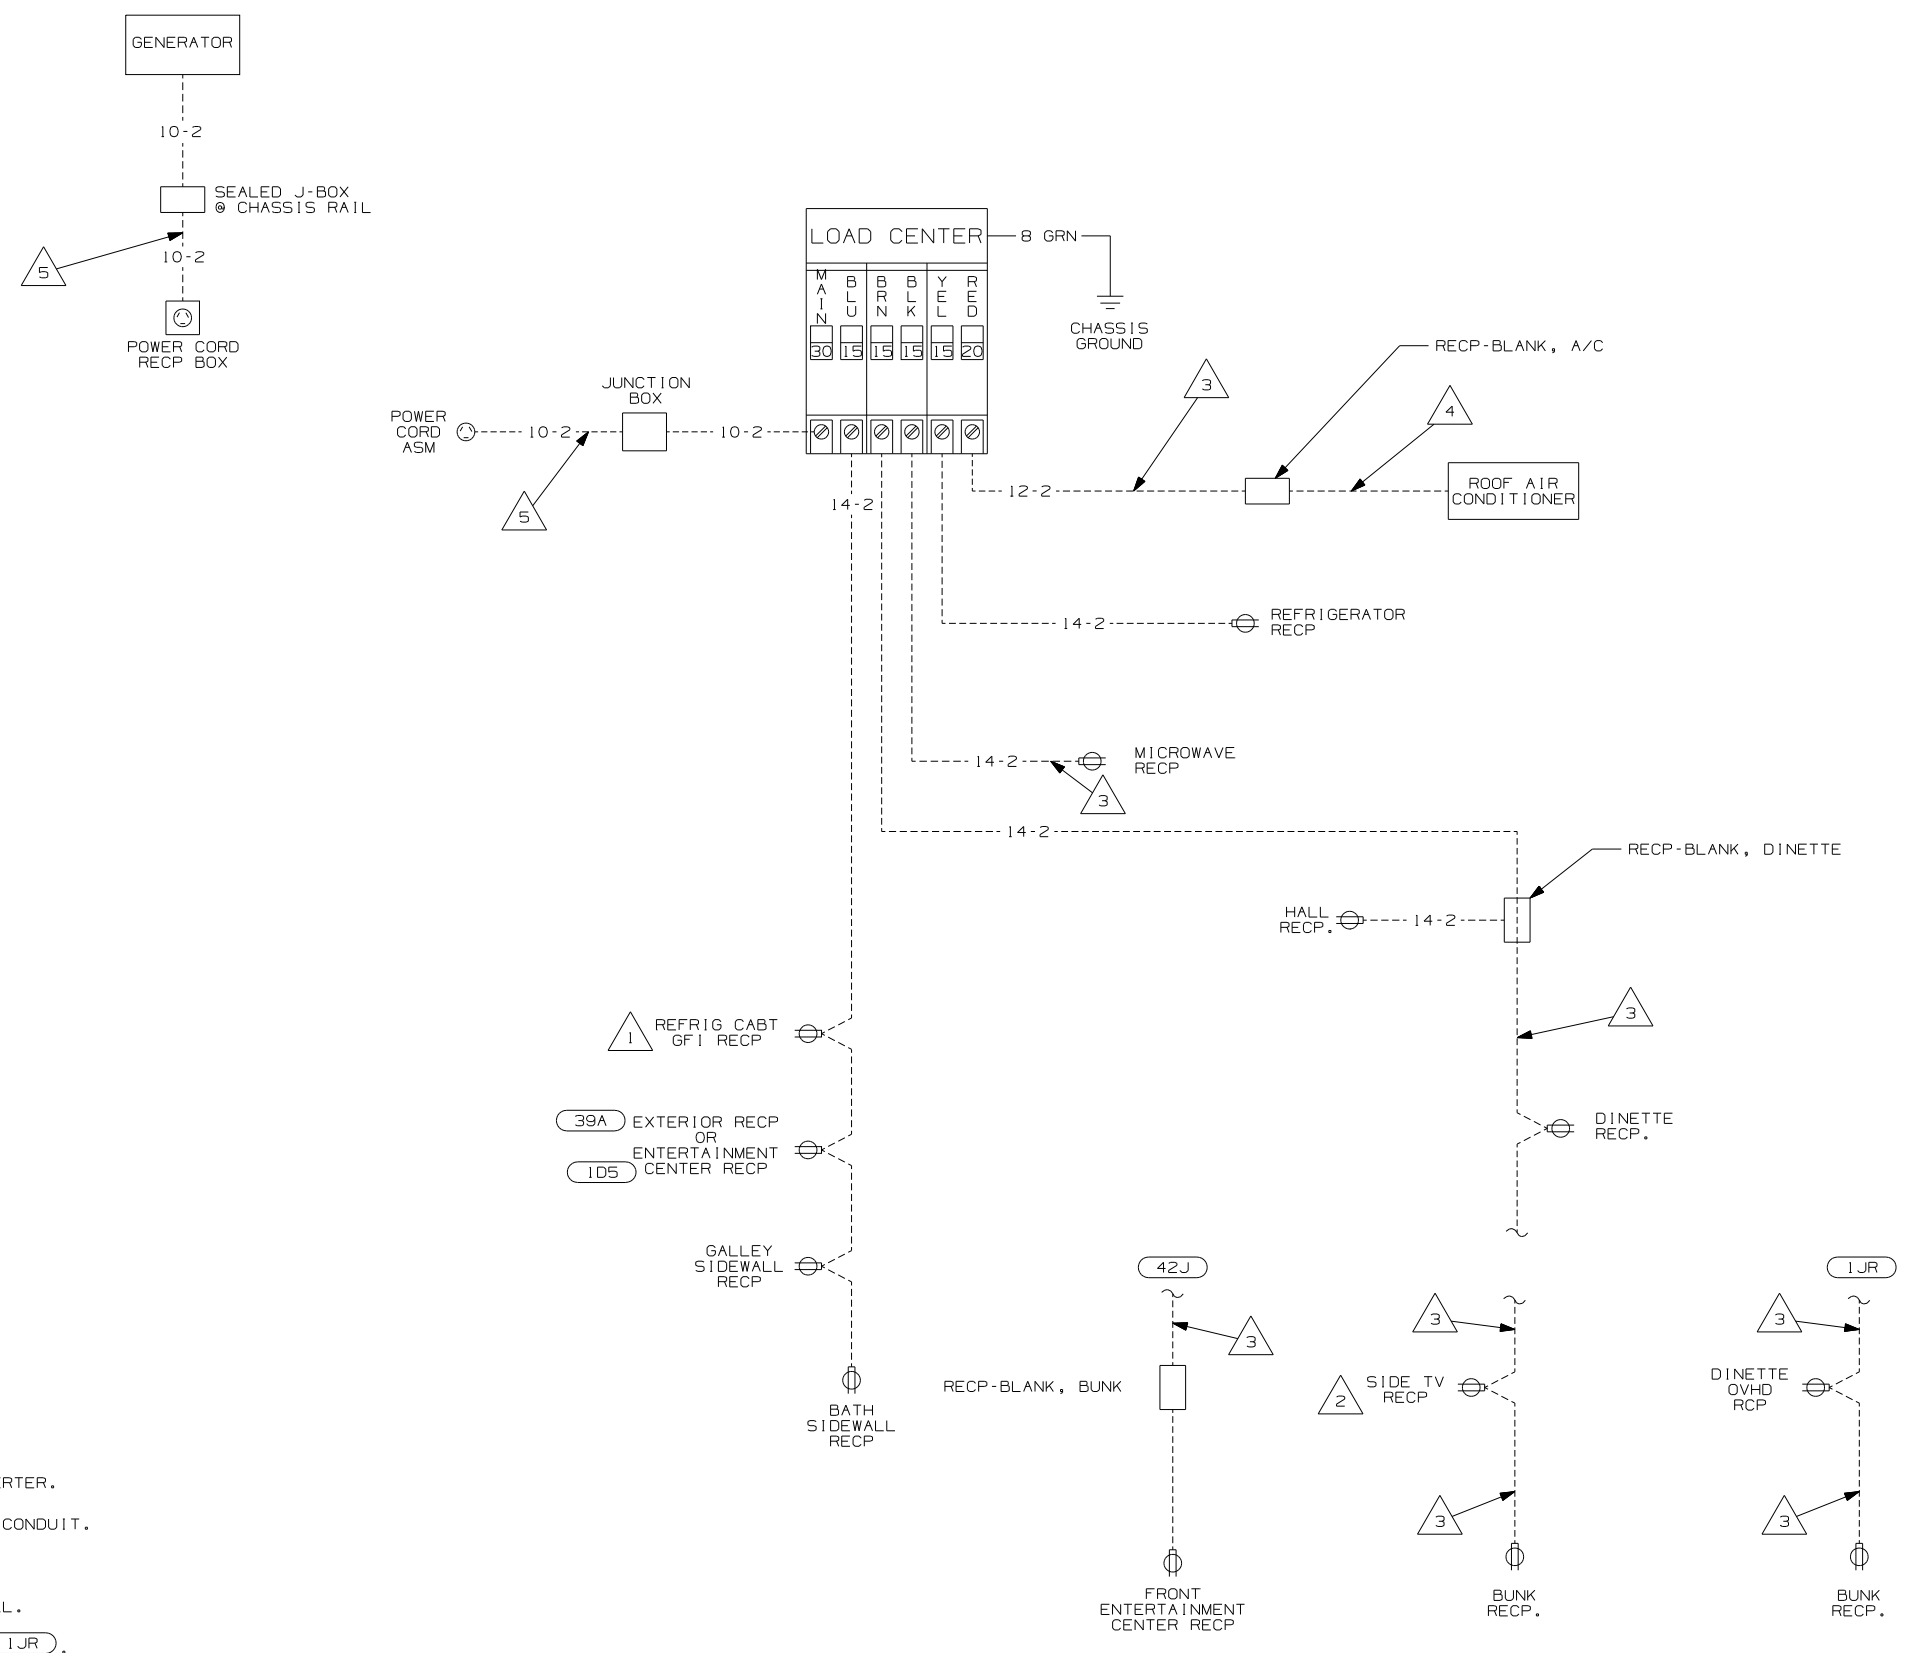 GENERATOR
10-2
SEALED J-BOX
@ CHASSIS RAIL
5
10-2
POWER CORD
RECP BOX
LOAD CENTER
8 GRN
MAIN
BLU
BRN
BLK
YEL
RED
30
15
15
15
15
20
CHASSIS
GROUND
RECP-BLANK, A/C
3
4
JUNCTION
BOX
POWER
CORD
ASM
10-2
10-2
5
14-2
12-2
ROOF AIR
CONDITIONER
14-2
REFRIGERATOR
RECP
14-2
MICROWAVE
RECP
3
14-2
RECP-BLANK, DINETTE
HALL
RECP.
14-2
3
1
REFRIG CABT
GFI RECP
39A
EXTERIOR RECP
OR
ENTERTAINMENT
CENTER RECP
1D5
DINETTE
RECP.
GALLEY
SIDEWALL
RECP
42J
1JR
3
3
3
RECP-BLANK, BUNK
2
SIDE TV
RECP
DINETTE
OVHD
RCP
BATH
SIDEWALL
RECP
3
3
FRONT
ENTERTAINMENT
CENTER RECP
BUNK
RECP.
BUNK
RECP.
ERTER.
CONDUIT.
L.
1JR .